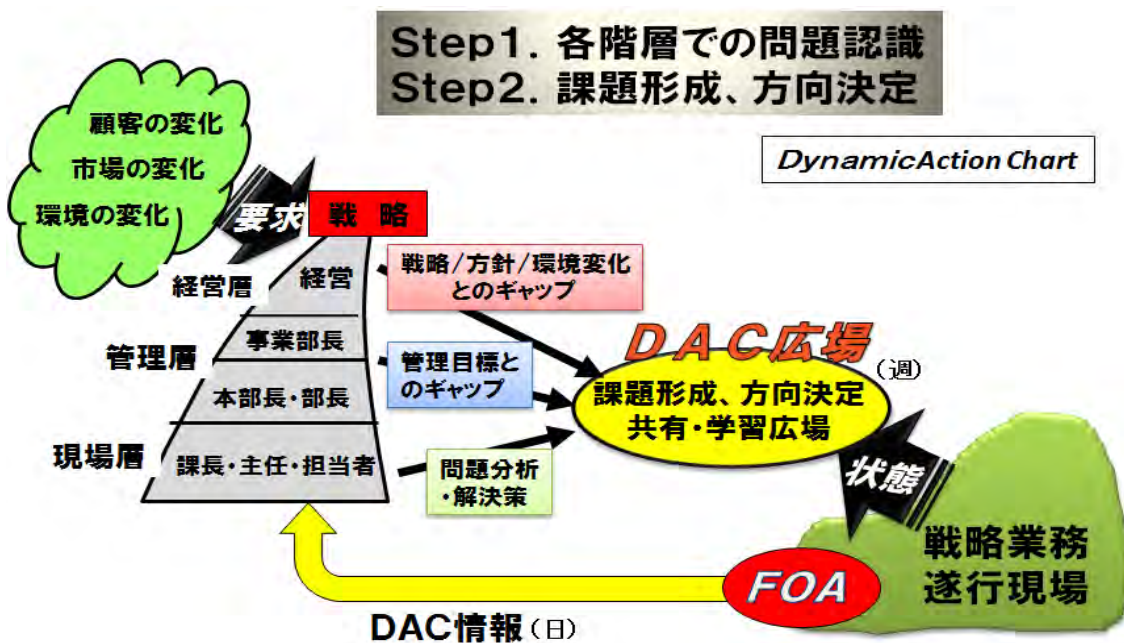 Step1. 各階層での問題認識
Step2. 課題形成、方向決定
Dynamic Action Chart
顧客の変化
市場の変化
環境の変化
要求
戦 略
経営層
経営
管理層
事業部長
本部長・部長
現場層
課長・主任・担当者
戦略/方針/環境変化
とのギャップ
管理目標と
のギャップ
問題分析
・解決策
DAC広場
(週)
課題形成、方向決定
共有・学習広場
状態
戦略業務
遂行現場
FOA
DAC情報(日)